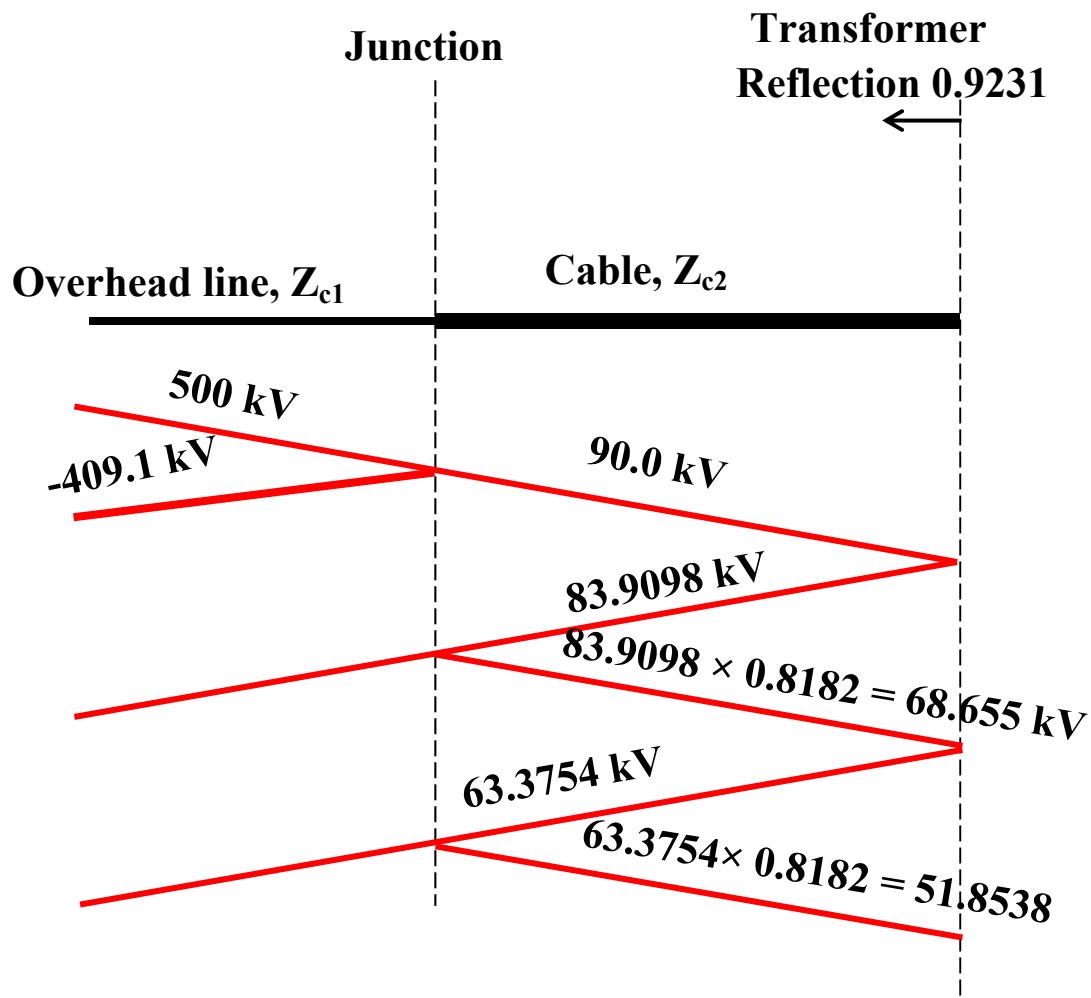 Junction
Transformer
Reflection 0.9231
Overhead line, Zc1
Cable, Zc2
500 kV
-409.1 kV
90.0 kV
83.9098 kV
83.9098 × 0.8182 = 68.655 kV
63.3754 kV
63.3754× 0.8182 = 51.8538